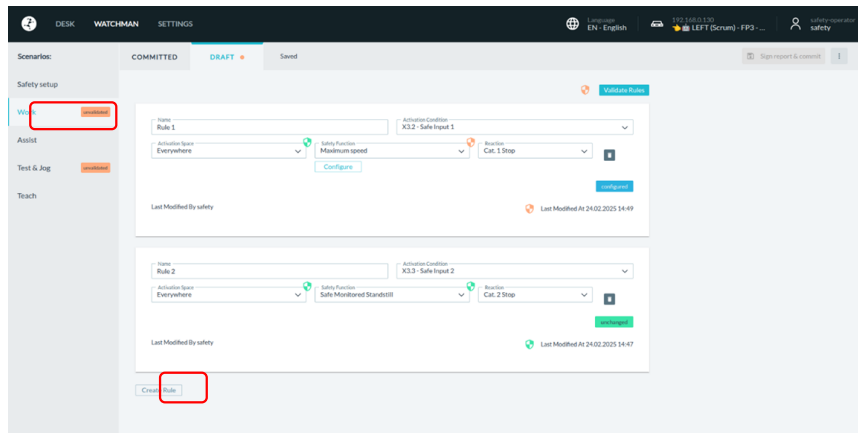 DESK WATCHMAN SETTINGS Language EN - English 192.168.0.130 LEFT (Scrum) - FP3 - ... safety-operator safety
Scenarios: COMMITTED DRAFT Saved Sign report & commit
Safety setup
Validate Rules
Work unvalidated
Name Rule 1 Activation Condition X3.2 - Safe Input 1
Assist
Activation Space Everywhere Safety Function Maximum speed Reaction Cat. 1 Stop
Test & Jog unvalidated
Configure
configured
Teach
Last Modified By safety Last Modified At 24.02.2025 14:49
Name Rule 2 Activation Condition X3.3 - Safe Input 2
Activation Space Everywhere Safety Function Safe Monitored Standstill Reaction Cat. 2 Stop
unchanged
Last Modified By safety Last Modified At 24.02.2025 14:47
Create Rule